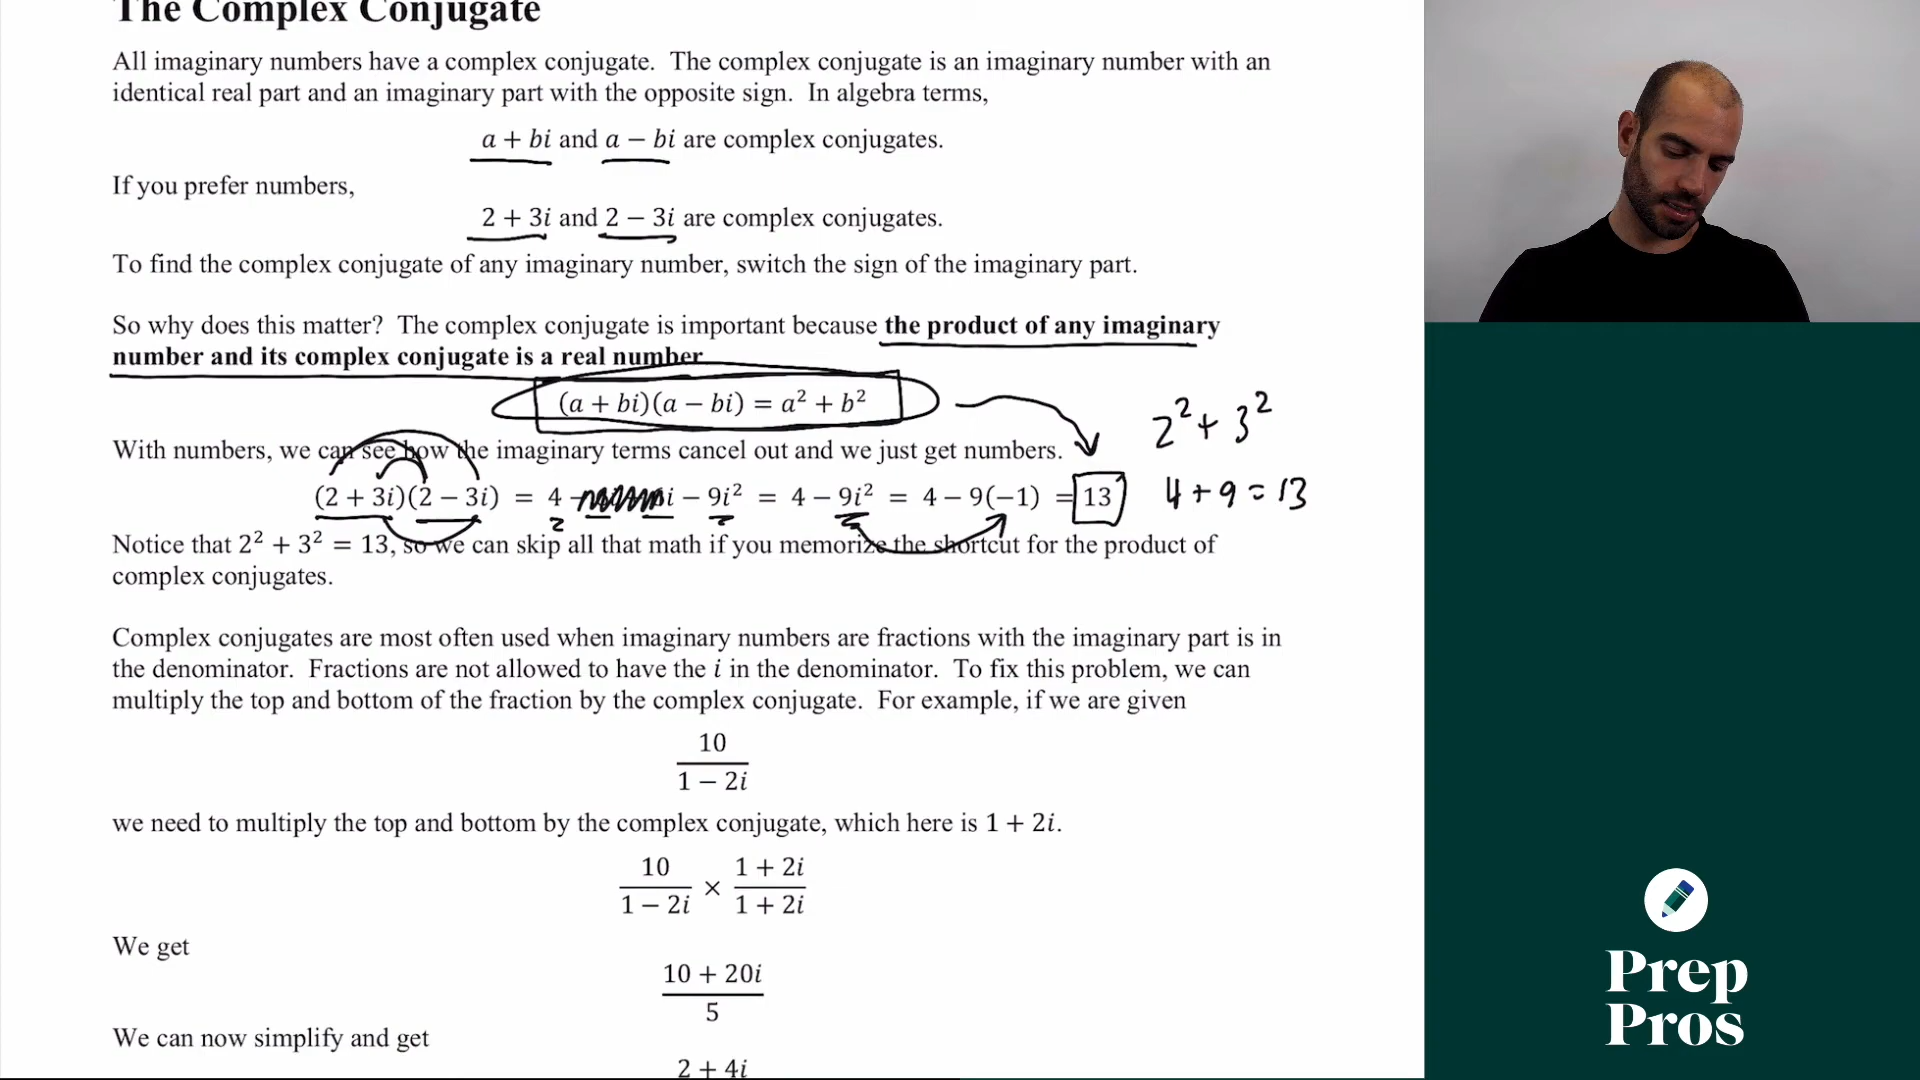 The Complex Conjugate
All imaginary numbers have a complex conjugate. The complex conjugate is an imaginary number with an
identical real part and an imaginary part with the opposite sign. In algebra terms,
a + bi and a − bi are complex conjugates.
If you prefer numbers,
2 + 3i and 2 − 3i are complex conjugates.
To find the complex conjugate of any imaginary number, switch the sign of the imaginary part.
So why does this matter? The complex conjugate is important because the product of any imaginary
number and its complex conjugate is a real number
(a + bi)(a − bi) = a² + b²
2² + 3²
With numbers, we can see how the imaginary terms cancel out and we just get numbers.
(2 + 3i)(2 − 3i) = 4 − i − 9i² = 4 − 9i² = 4 − 9(−1) = 13
4 + 9 = 13
Notice that 2² + 3² = 13, so we can skip all that math if you memorize the shortcut for the product of
complex conjugates.
Complex conjugates are most often used when imaginary numbers are fractions with the imaginary part is in
the denominator. Fractions are not allowed to have the i in the denominator. To fix this problem, we can
multiply the top and bottom of the fraction by the complex conjugate. For example, if we are given
10
1 − 2i
we need to multiply the top and bottom by the complex conjugate, which here is 1 + 2i.
10 1 + 2i
×
1 − 2i 1 + 2i
We get
10 + 20i
5
We can now simplify and get
2 + 4i
Prep
Pros